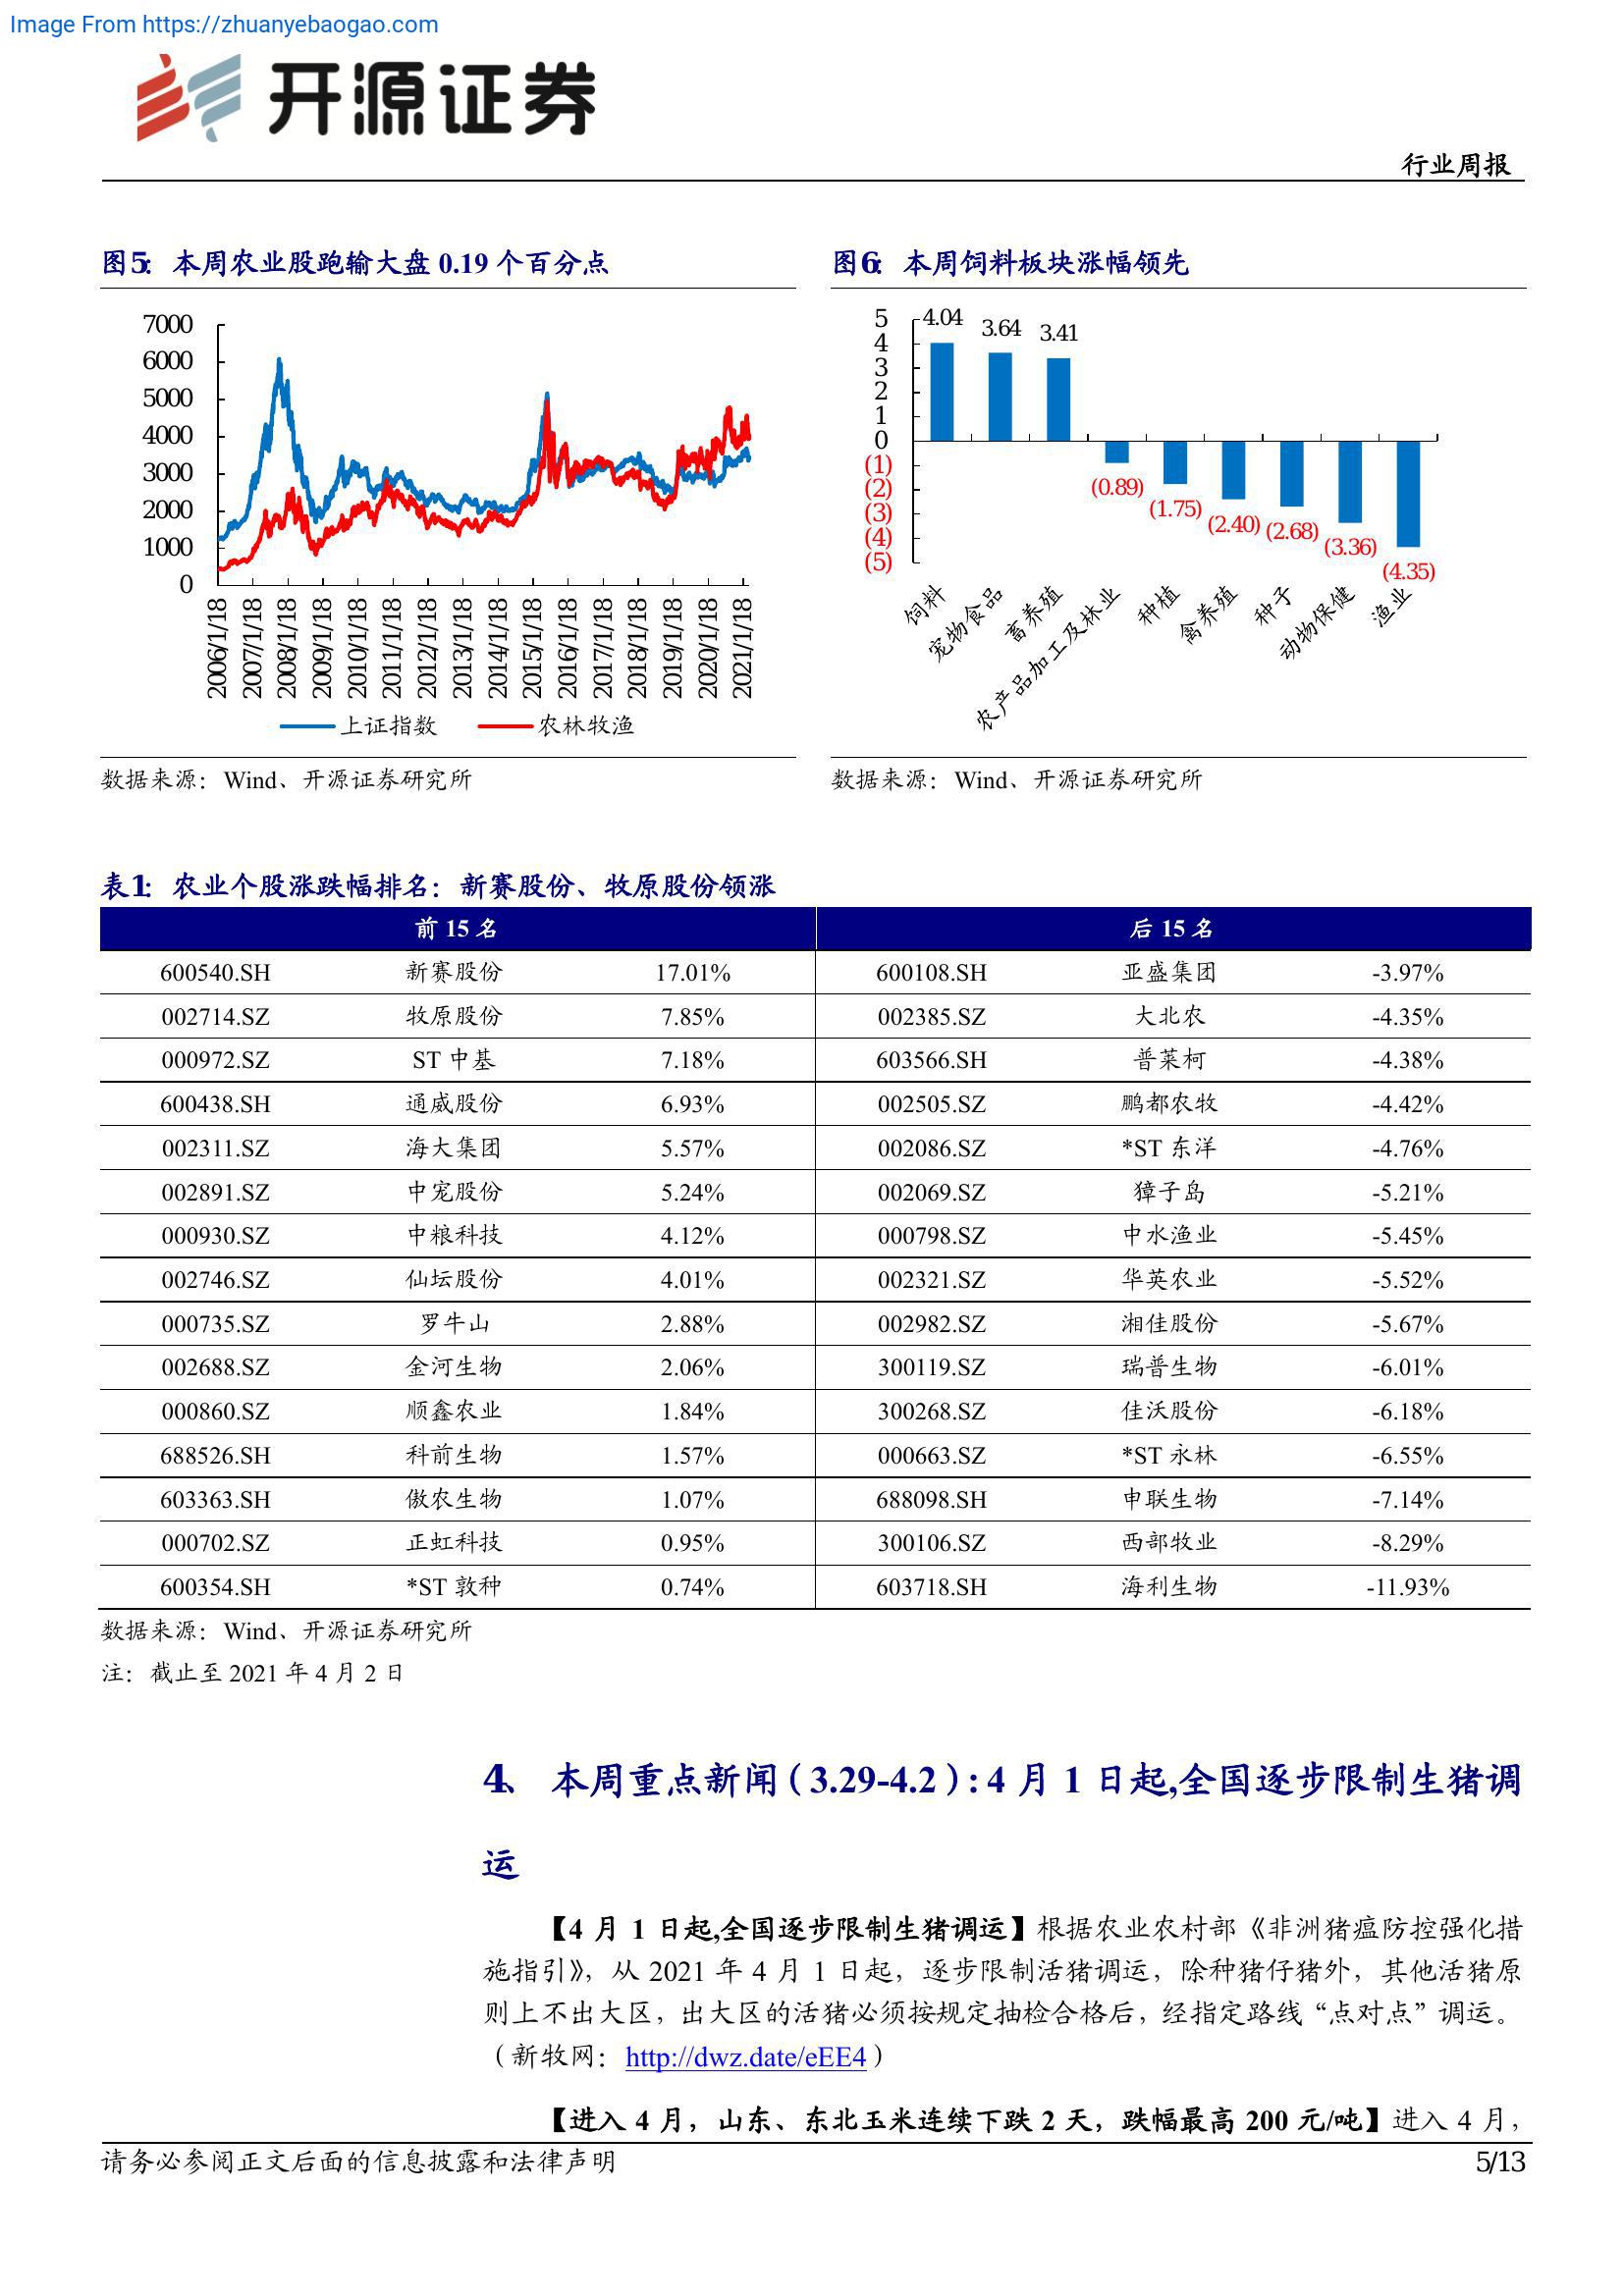 Image From https://zhuanyebaogao.com
开源证券
行业周报
图5：本周农业股跑输大盘 0.19 个百分点
7000
6000
5000
4000
3000
2000
1000
0
2006/1/18 2007/1/18 2008/1/18 2009/1/18 2010/1/18 2011/1/18 2012/1/18 2013/1/18 2014/1/18 2015/1/18 2016/1/18 2017/1/18 2018/1/18 2019/1/18 2020/1/18 2021/1/18
上证指数 农林牧渔
数据来源：Wind、开源证券研究所
图6：本周饲料板块涨幅领先
5
4
3
2
1
0
(1)
(2)
(3)
(4)
(5)
4.04 3.64 3.41 (0.89) (1.75) (2.40) (2.68) (3.36) (4.35)
饲料 宠物食品 畜养殖 农产品加工及林业 种植 禽养殖 种子 动物保健 渔业
数据来源：Wind、开源证券研究所
表1：农业个股涨跌幅排名：新赛股份、牧原股份领涨
前 15 名 后 15 名
600540.SH 新赛股份 17.01% 600108.SH 亚盛集团 -3.97%
002714.SZ 牧原股份 7.85% 002385.SZ 大北农 -4.35%
000972.SZ ST 中基 7.18% 603566.SH 普莱柯 -4.38%
600438.SH 通威股份 6.93% 002505.SZ 鹏都农牧 -4.42%
002311.SZ 海大集团 5.57% 002086.SZ *ST 东洋 -4.76%
002891.SZ 中宠股份 5.24% 002069.SZ 獐子岛 -5.21%
000930.SZ 中粮科技 4.12% 000798.SZ 中水渔业 -5.45%
002746.SZ 仙坛股份 4.01% 002321.SZ 华英农业 -5.52%
000735.SZ 罗牛山 2.88% 002982.SZ 湘佳股份 -5.67%
002688.SZ 金河生物 2.06% 300119.SZ 瑞普生物 -6.01%
000860.SZ 顺鑫农业 1.84% 300268.SZ 佳沃股份 -6.18%
688526.SH 科前生物 1.57% 000663.SZ *ST 永林 -6.55%
603363.SH 傲农生物 1.07% 688098.SH 申联生物 -7.14%
000702.SZ 正虹科技 0.95% 300106.SZ 西部牧业 -8.29%
600354.SH *ST 敦种 0.74% 603718.SH 海利生物 -11.93%
数据来源：Wind、开源证券研究所
注：截止至 2021 年 4 月 2 日
4、 本周重点新闻（3.29-4.2）：4 月 1 日起,全国逐步限制生猪调
运
【4 月 1 日起,全国逐步限制生猪调运】根据农业农村部《非洲猪瘟防控强化措
施指引》，从 2021 年 4 月 1 日起，逐步限制活猪调运，除种猪仔猪外，其他活猪原
则上不出大区，出大区的活猪必须按规定抽检合格后，经指定路线“点对点”调运。
（新牧网：http://dwz.date/eEE4）
【进入 4 月，山东、东北玉米连续下跌 2 天，跌幅最高 200 元/吨】进入 4 月，
请务必参阅正文后面的信息披露和法律声明 5/13